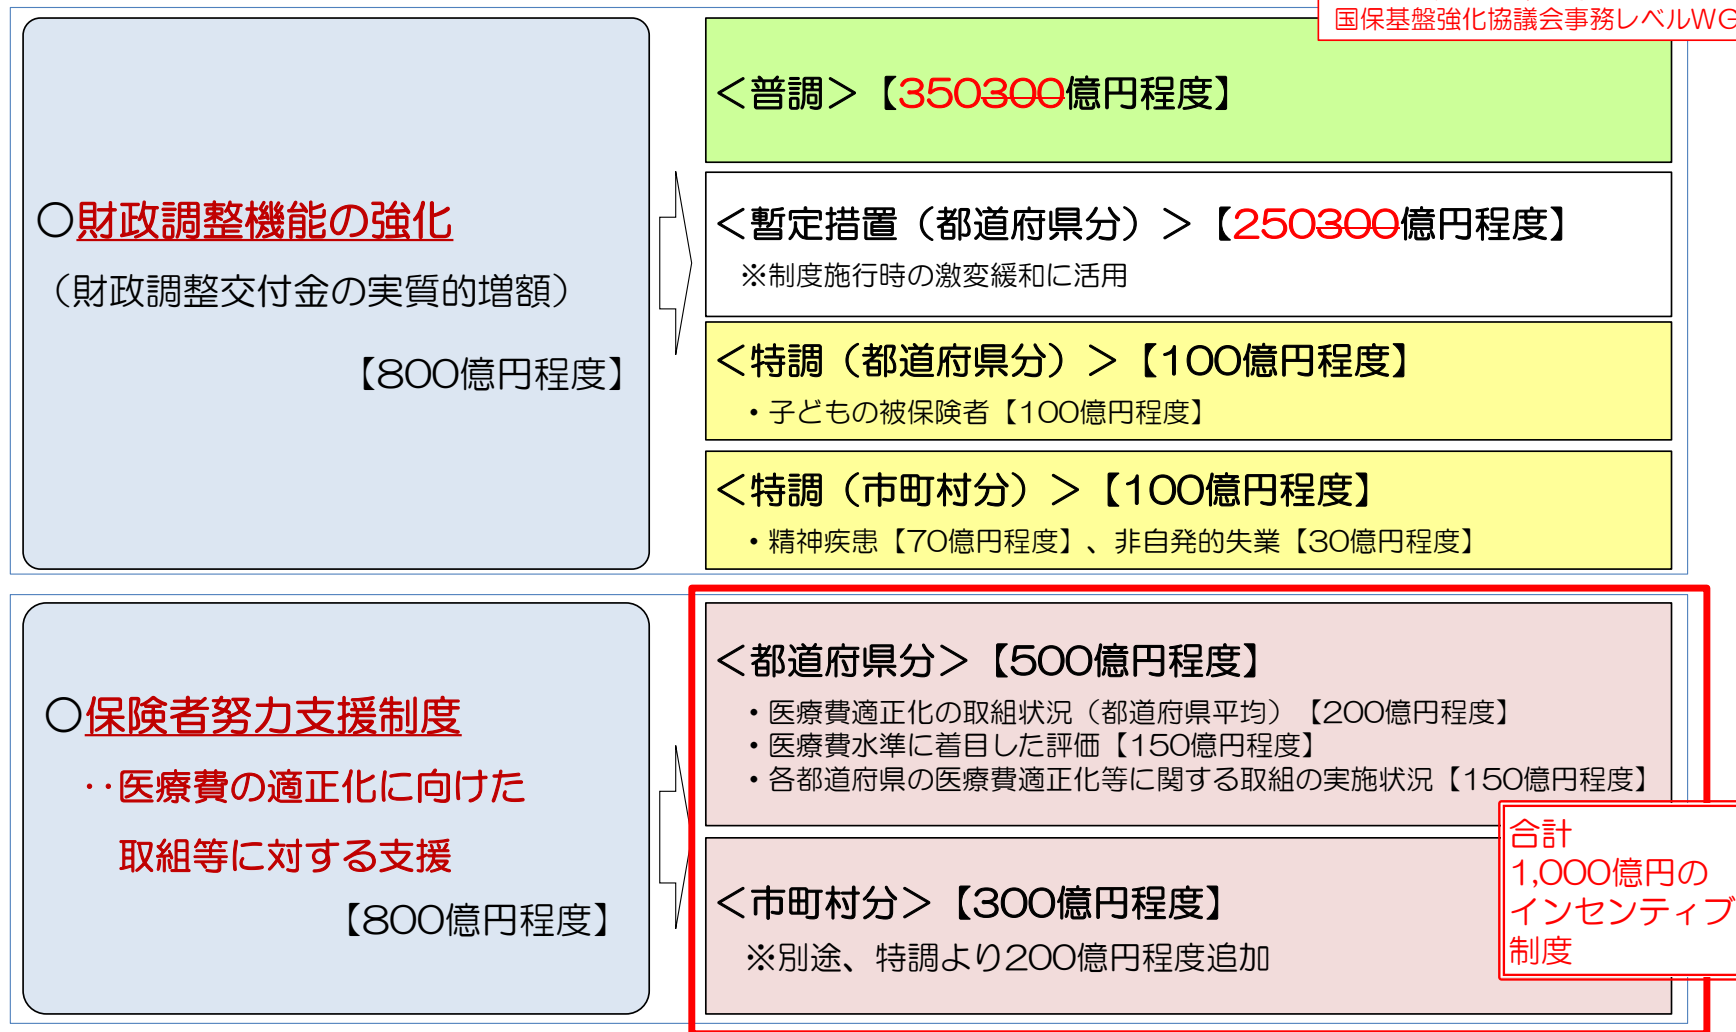 国保基盤強化協議会事務レベルWG
○財政調整機能の強化
（財政調整交付金の実質的増額）
【800億円程度】
＜普調＞【350300億円程度】
＜暫定措置（都道府県分）＞【250300億円程度】
※制度施行時の激変緩和に活用
＜特調（都道府県分）＞【100億円程度】
・子どもの被保険者【100億円程度】
＜特調（市町村分）＞【100億円程度】
・精神疾患【70億円程度】、非自発的失業【30億円程度】
○保険者努力支援制度
‥医療費の適正化に向けた
取組等に対する支援
【800億円程度】
＜都道府県分＞【500億円程度】
・医療費適正化の取組状況（都道府県平均）【200億円程度】
・医療費水準に着目した評価【150億円程度】
・各都道府県の医療費適正化等に関する取組の実施状況【150億円程度】
＜市町村分＞【300億円程度】
※別途、特調より200億円程度追加
合計
1,000億円の
インセンティブ
制度